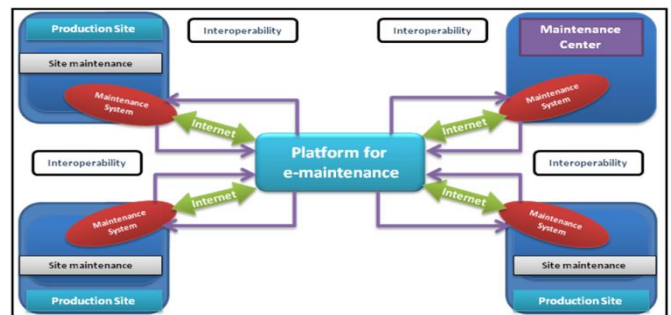 Production Site
Interoperability
Interoperability
Maintenance
Center
Site maintenance
Maintenance
System
Maintenance
System
Internet
Internet
Platform for
e-maintenance
Interoperability
Interoperability
Internet
Internet
Maintenance
System
Maintenance
System
Site maintenance
Site maintenance
Production Site
Production Site